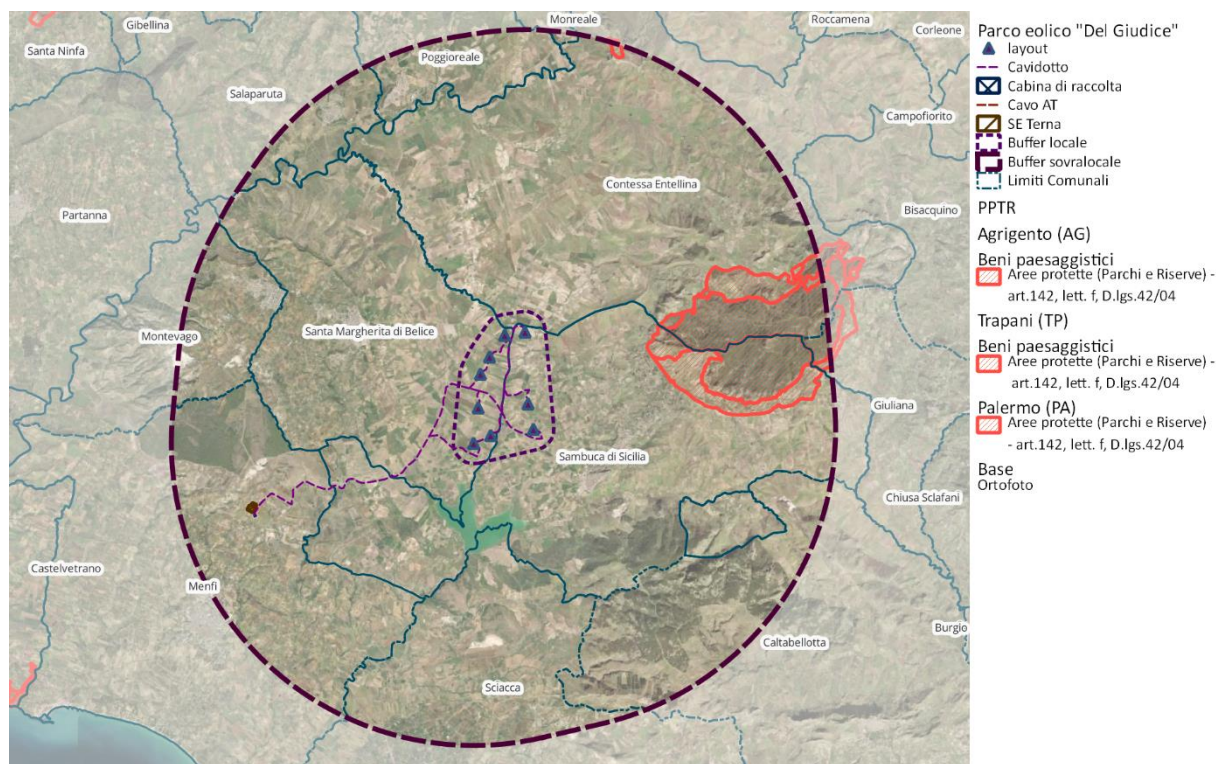 Monreale
Roccamena
Gibellina
Corleone
Santa Ninfa
Poggioreale
Salaparuta
Campofiorito
Contessa Entellina
Partanna
Bisacquino
Montevago
Santa Margherita di Belice
Giuliana
Sambuca di Sicilia
Chiusa Sclafani
Castelvetrano
Menfi
Burgio
Caltabellotta
Sciacca
Parco eolico "Del Giudice"
layout
Cavidotto
Cabina di raccolta
Cavo AT
SE Terna
Buffer locale
Buffer sovralocale
Limiti Comunali
PPTR
Agrigento (AG)
Beni paesaggistici
Aree protette (Parchi e Riserve) -
art.142, lett. f, D.lgs.42/04
Trapani (TP)
Beni paesaggistici
Aree protette (Parchi e Riserve) -
art.142, lett. f, D.lgs.42/04
Palermo (PA)
Aree protette (Parchi e Riserve)
- art.142, lett. f, D.lgs.42/04
Base
Ortofoto